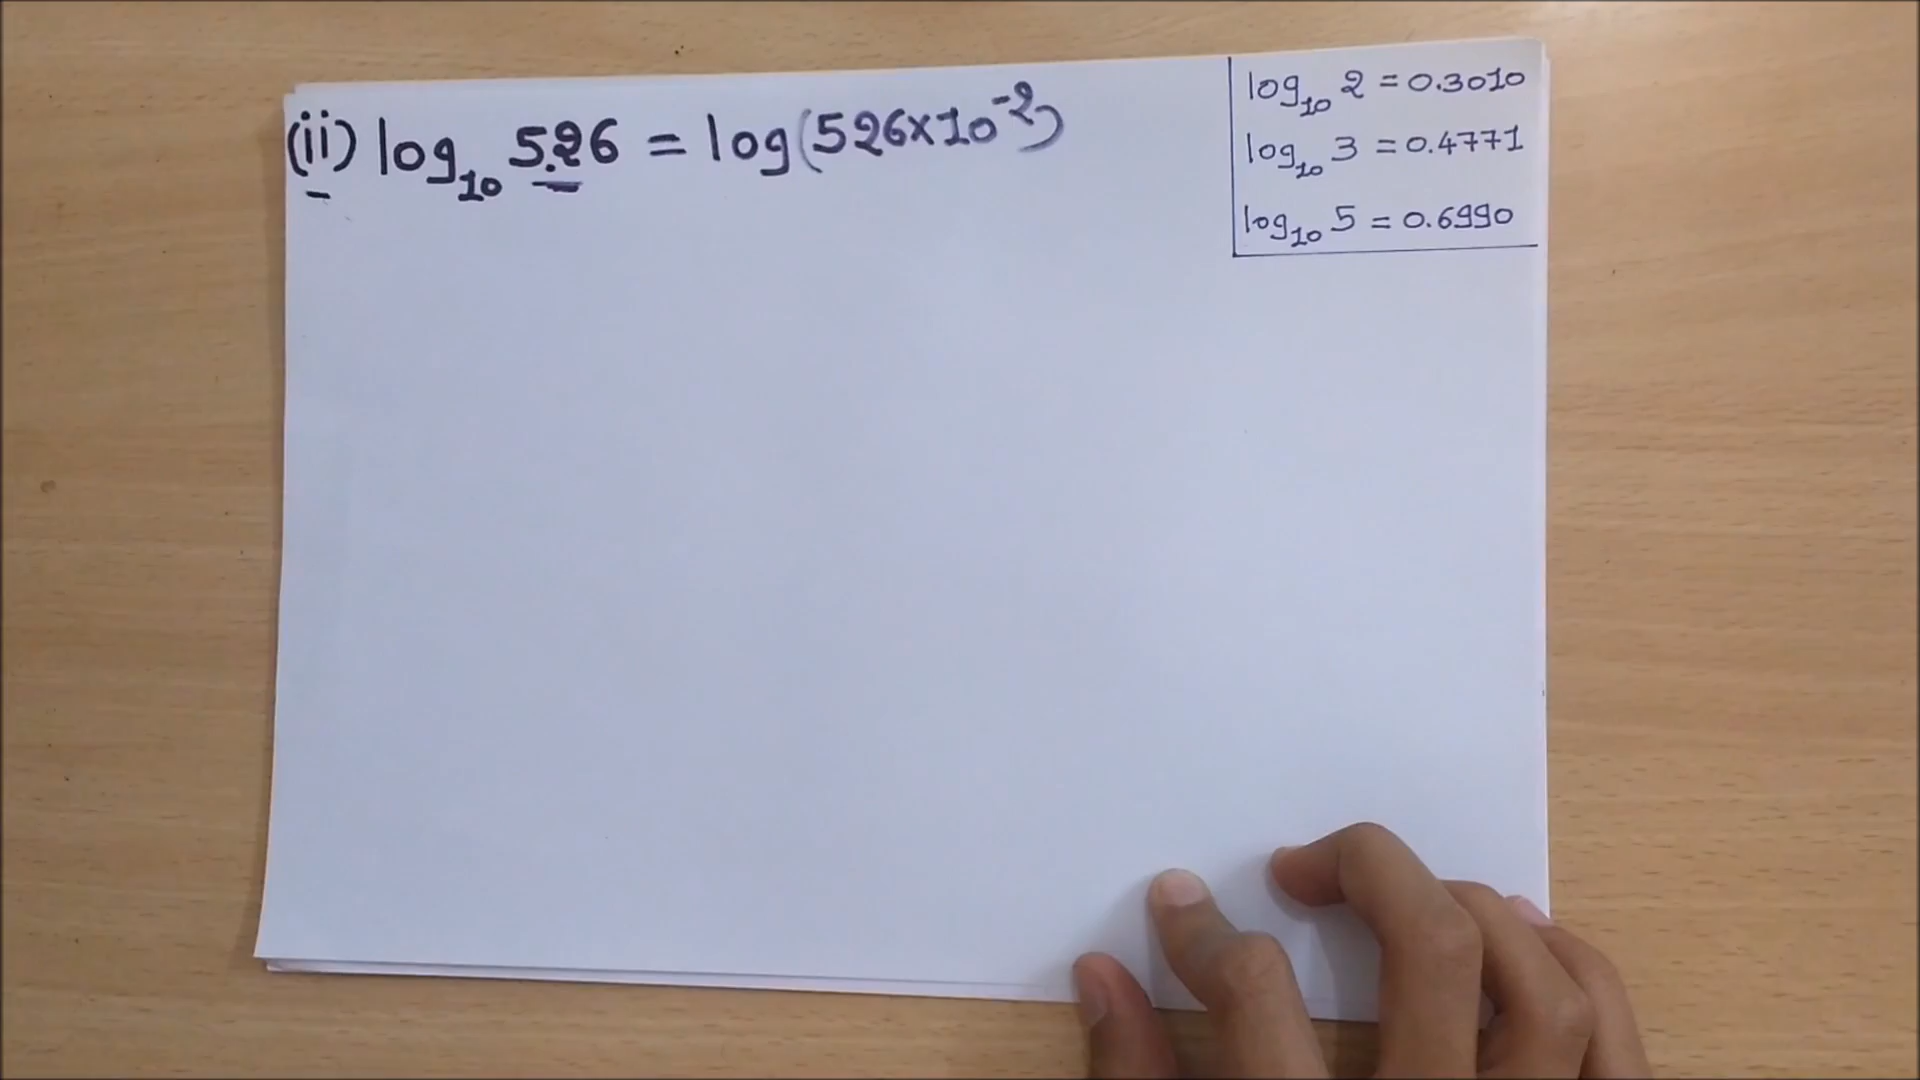 (ii) log₁₀ 5.26 = log(526×10⁻²)
log₁₀ 2 = 0.3010
log₁₀ 3 = 0.4771
log₁₀ 5 = 0.6990